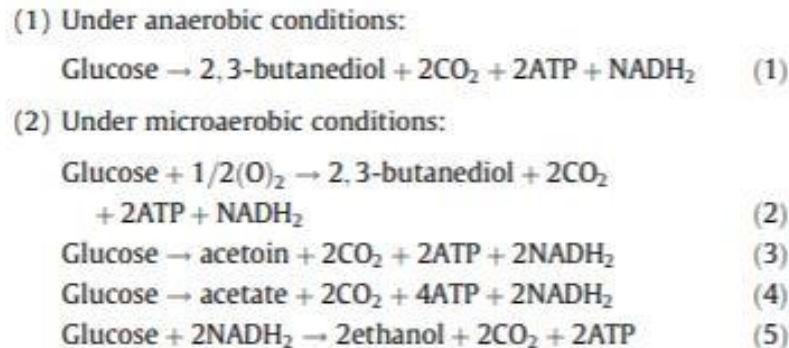 (1) Under anaerobic conditions:
Glucose → 2,3-butanediol + 2CO₂ + 2ATP + NADH₂ (1)
(2) Under microaerobic conditions:
Glucose + 1/2(O)₂ → 2,3-butanediol + 2CO₂
+ 2ATP + NADH₂ (2)
Glucose → acetoin + 2CO₂ + 2ATP + 2NADH₂ (3)
Glucose → acetate + 2CO₂ + 4ATP + 2NADH₂ (4)
Glucose + 2NADH₂ → 2ethanol + 2CO₂ + 2ATP (5)